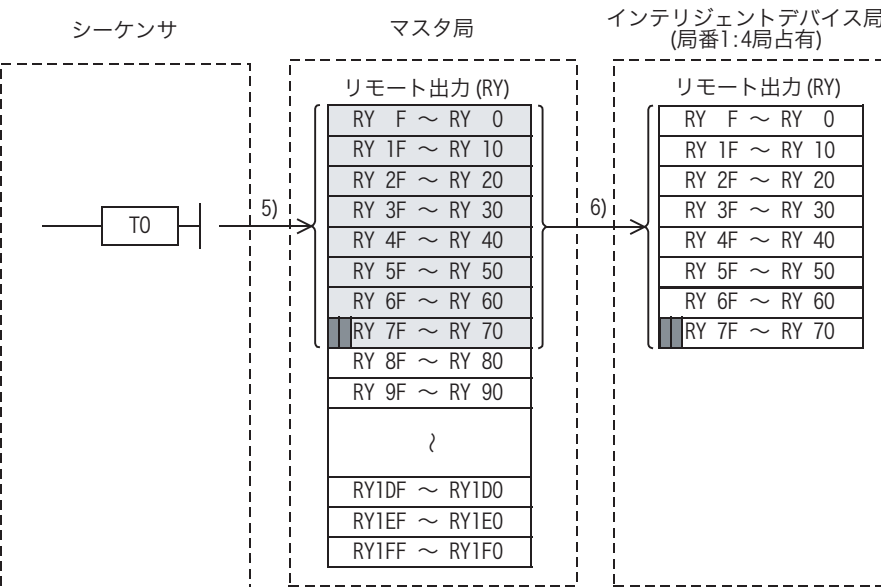 シーケンサ
マスタ局
インテリジェントデバイス局
(局番1:4局占有)
リモート出力(RY)
RY F ～ RY 0
RY 1F ～ RY 10
RY 2F ～ RY 20
RY 3F ～ RY 30
RY 4F ～ RY 40
RY 5F ～ RY 50
RY 6F ～ RY 60
RY 7F ～ RY 70
RY 8F ～ RY 80
RY 9F ～ RY 90
～
RY1DF ～ RY1D0
RY1EF ～ RY1E0
RY1FF ～ RY1F0
リモート出力(RY)
RY F ～ RY 0
RY 1F ～ RY 10
RY 2F ～ RY 20
RY 3F ～ RY 30
RY 4F ～ RY 40
RY 5F ～ RY 50
RY 6F ～ RY 60
RY 7F ～ RY 70
T0
5)
6)